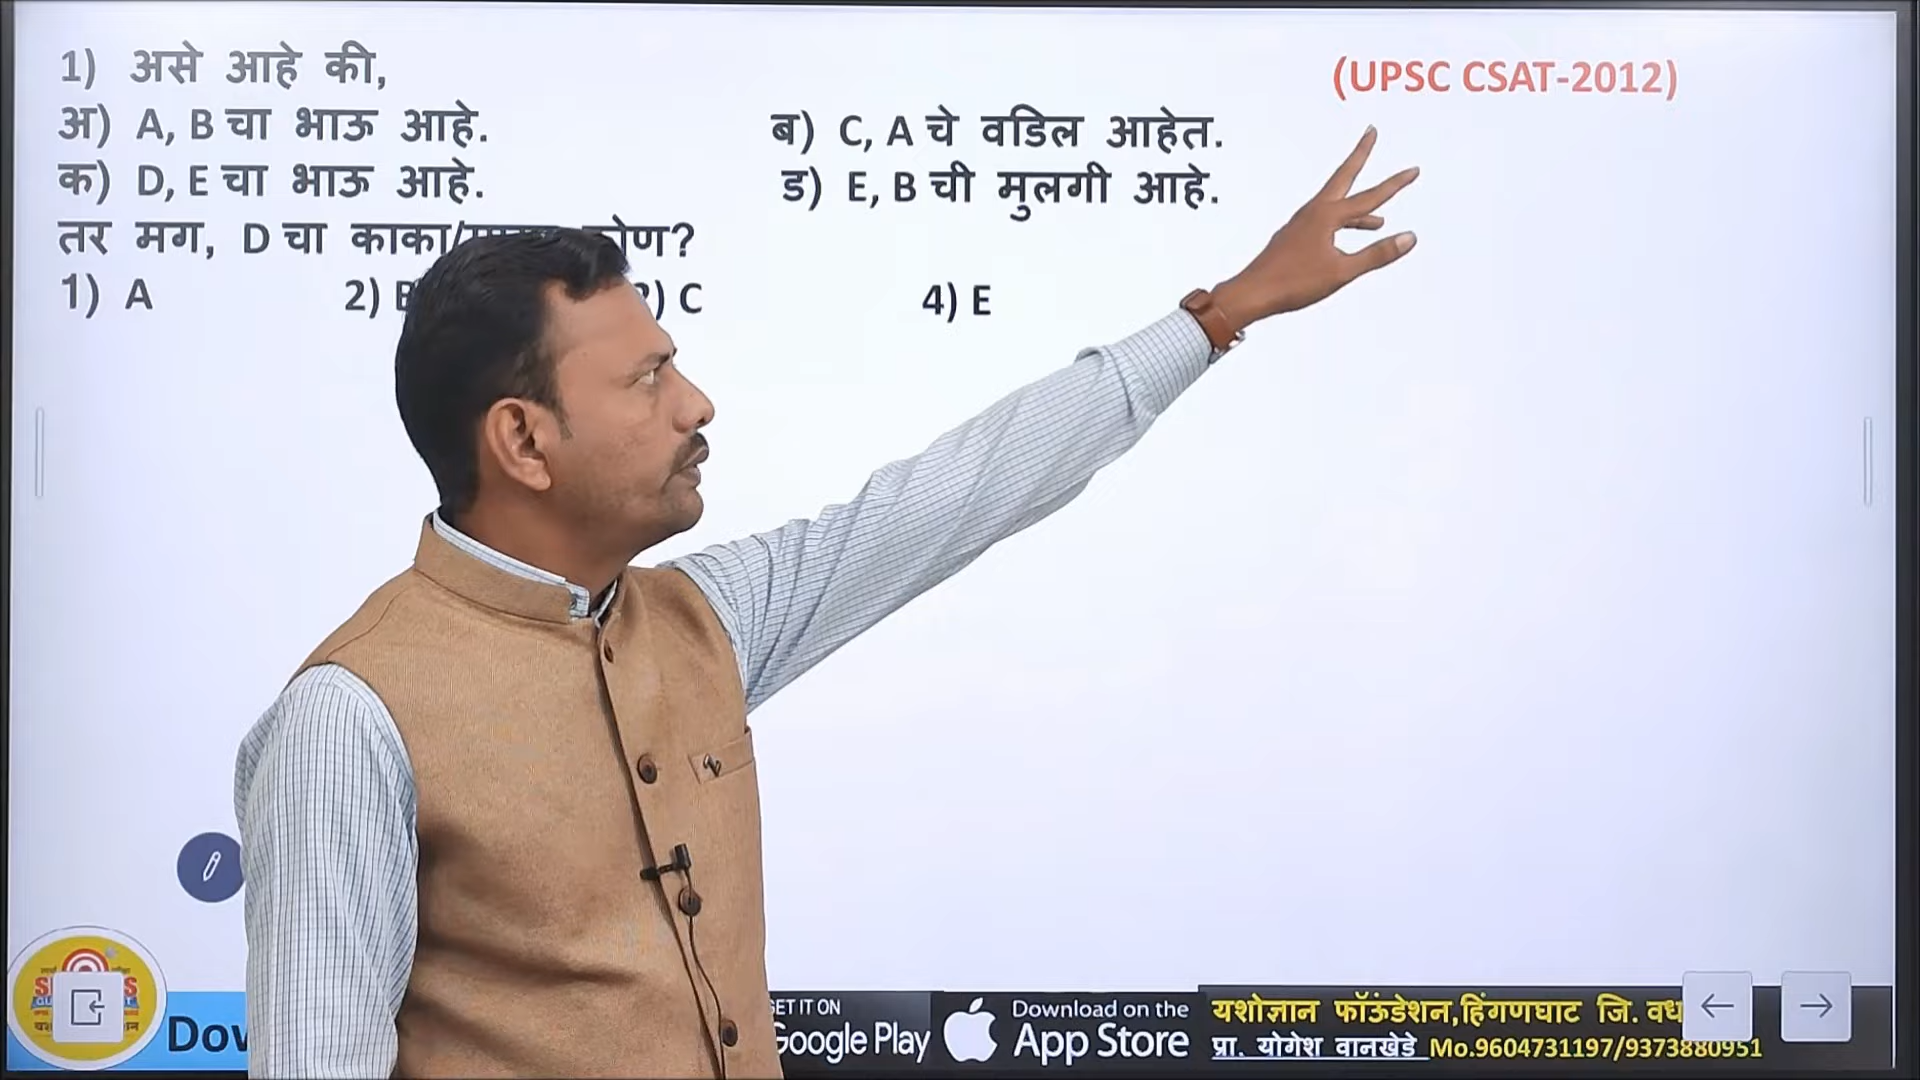 1) असे आहे की,
(UPSC CSAT-2012)
अ) A, B चा भाऊ आहे.
ब) C, A चे वडिल आहेत.
क) D, E चा भाऊ आहे.
ड) E, B ची मुलगी आहे.
तर मग, D चा काका/ कोण?
1) A 2) B 3) C 4) E
GET IT ON
Google Play
Download on the
App Store
यशोज्ञान फॉऊंडेशन,हिंगणघाट जि.
प्रा. योगेश वानखेडे Mo.9604731197/9373880951